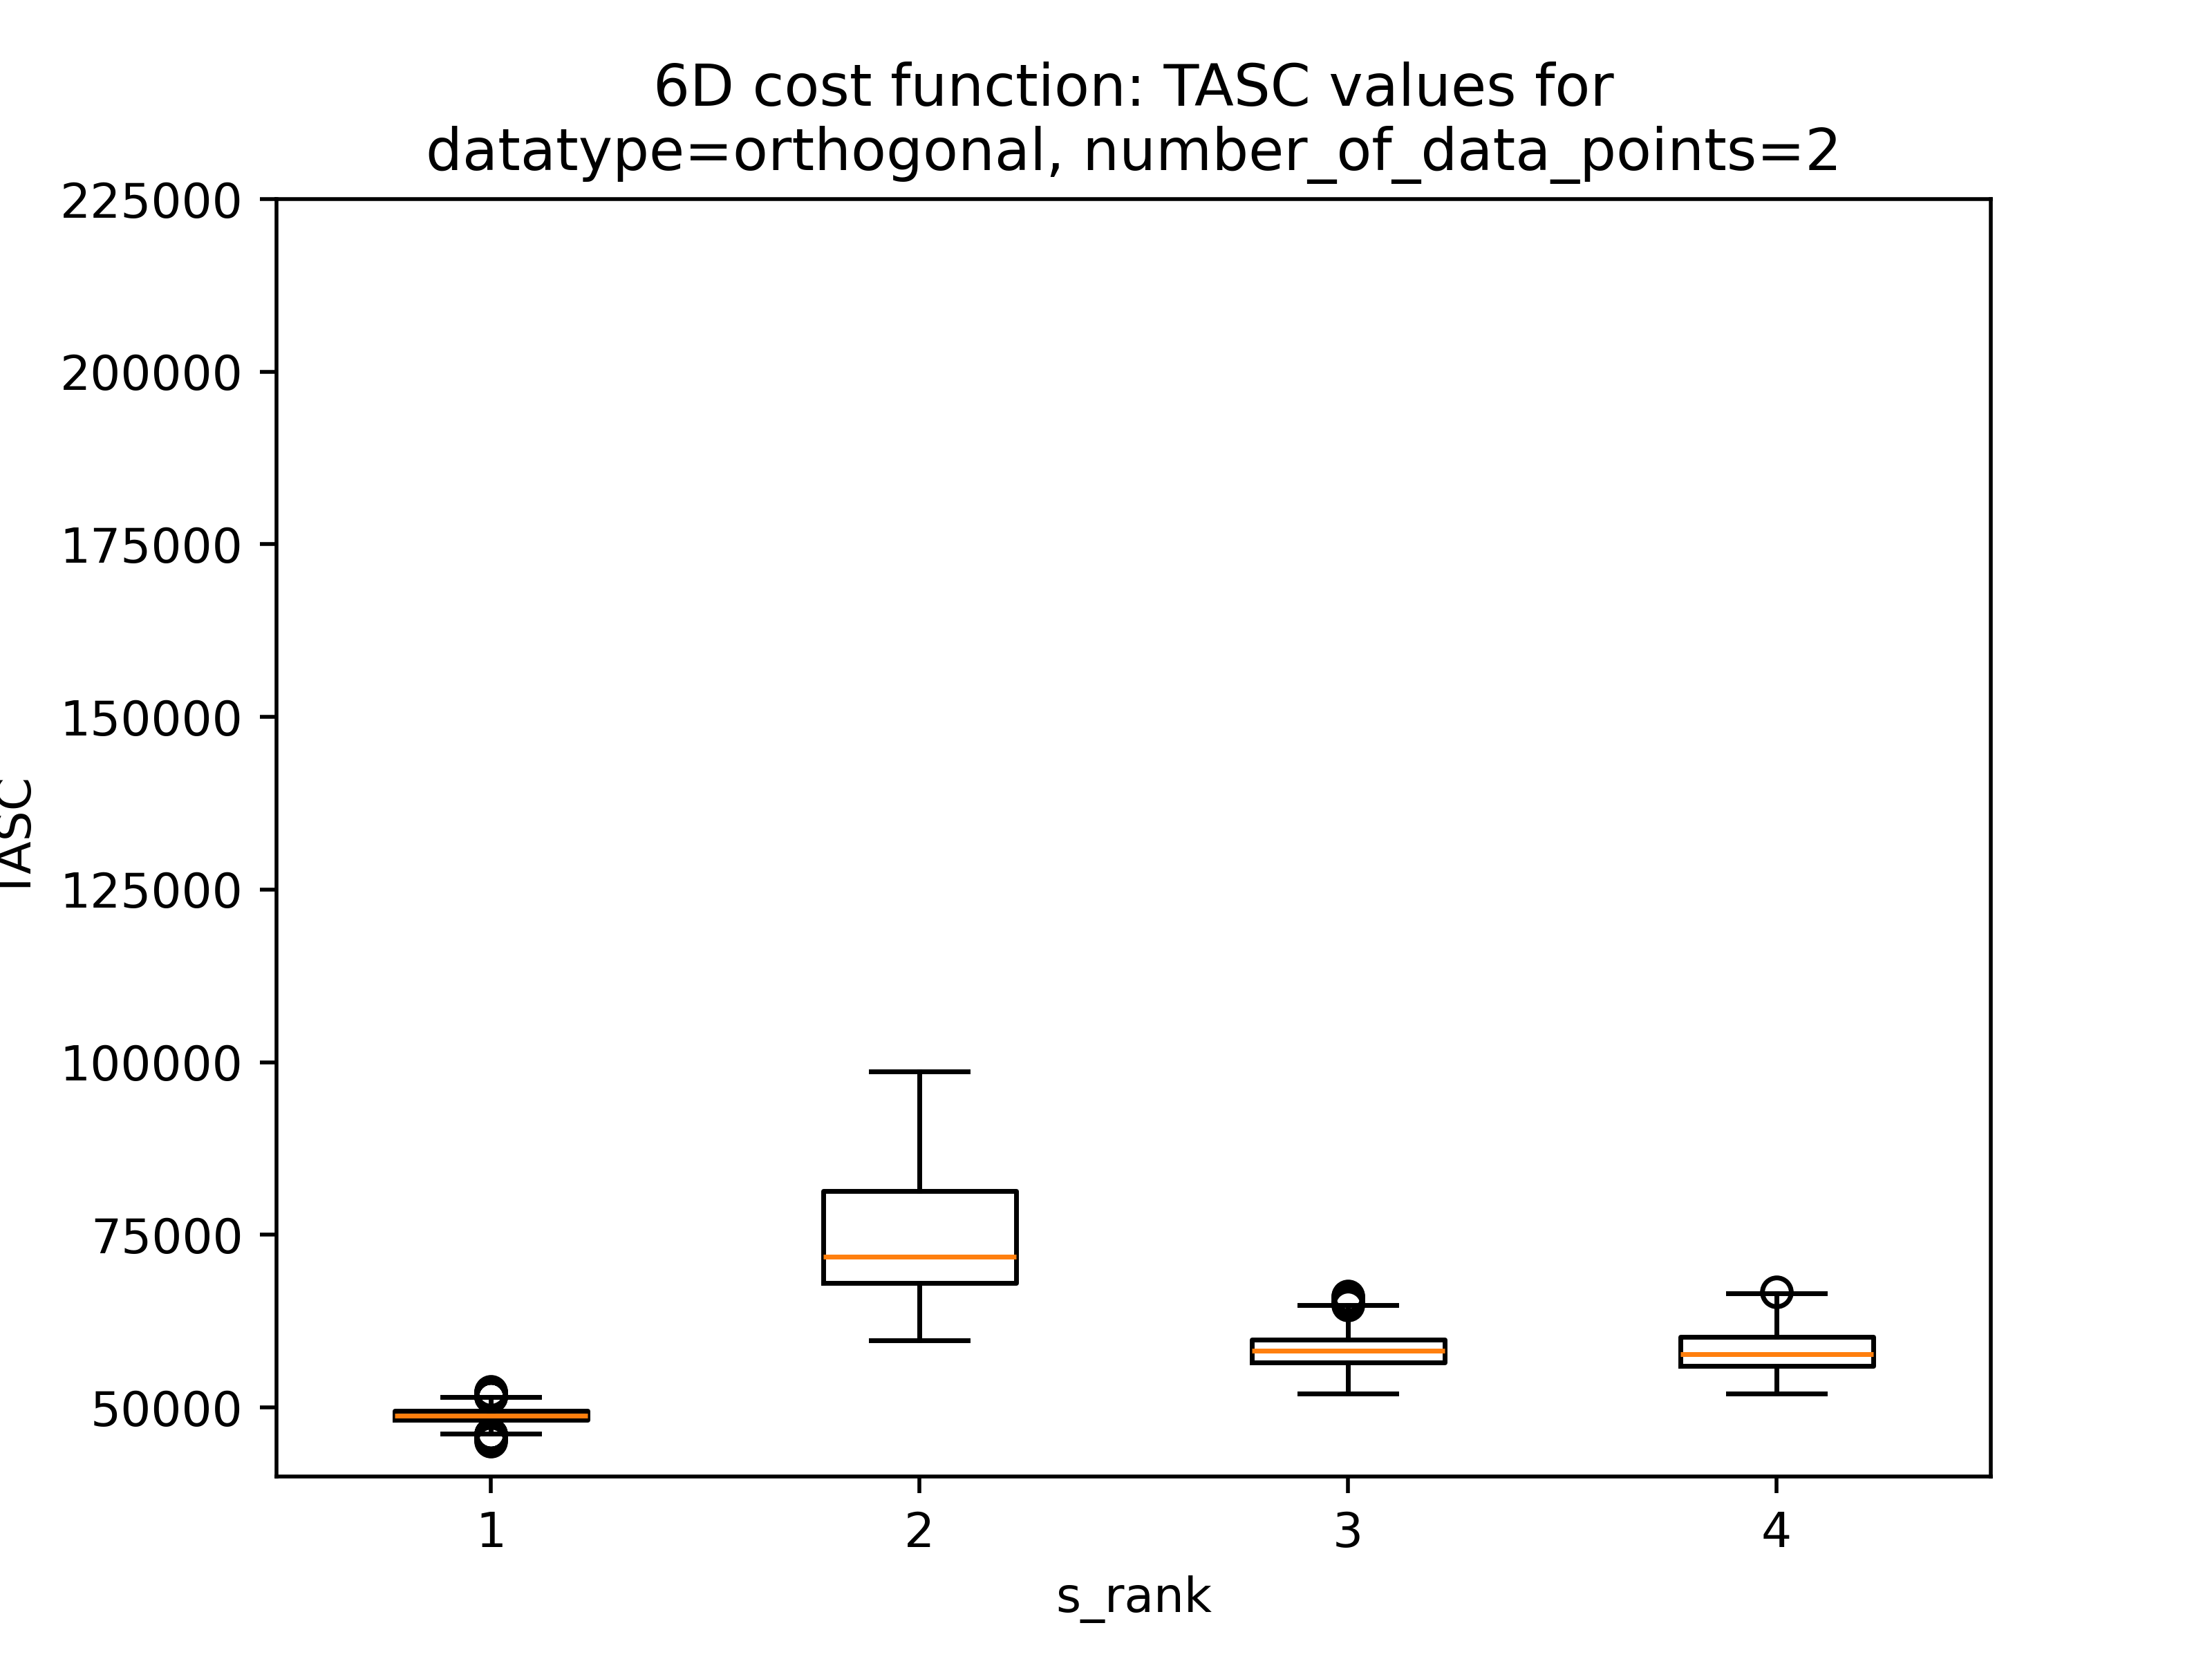 6D cost function: TASC values for
datatype=orthogonal, number_of_data_points=2
225000
200000
175000
150000
125000
100000
75000
50000
TASC
1 2 3 4
s_rank